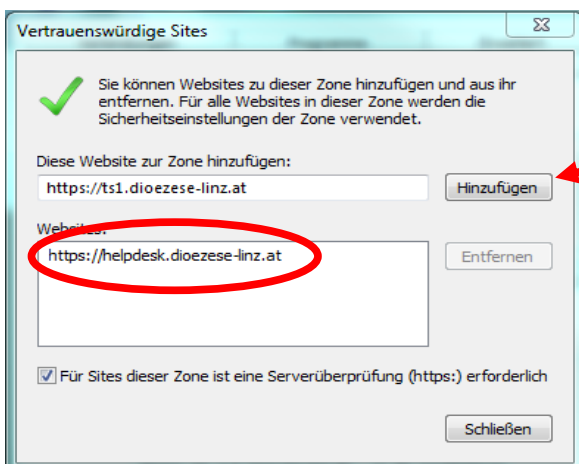 Vertrauenswürdige Sites
Sie können Websites zu dieser Zone hinzufügen und aus ihr
entfernen. Für alle Websites in dieser Zone werden die
Sicherheitseinstellungen der Zone verwendet.
Diese Website zur Zone hinzufügen:
https://ts1.dioezese-linz.at
Hinzufügen
Websites:
https://helpdesk.dioezese-linz.at
Entfernen
Für Sites dieser Zone ist eine Serverüberprüfung (https:) erforderlich
Schließen